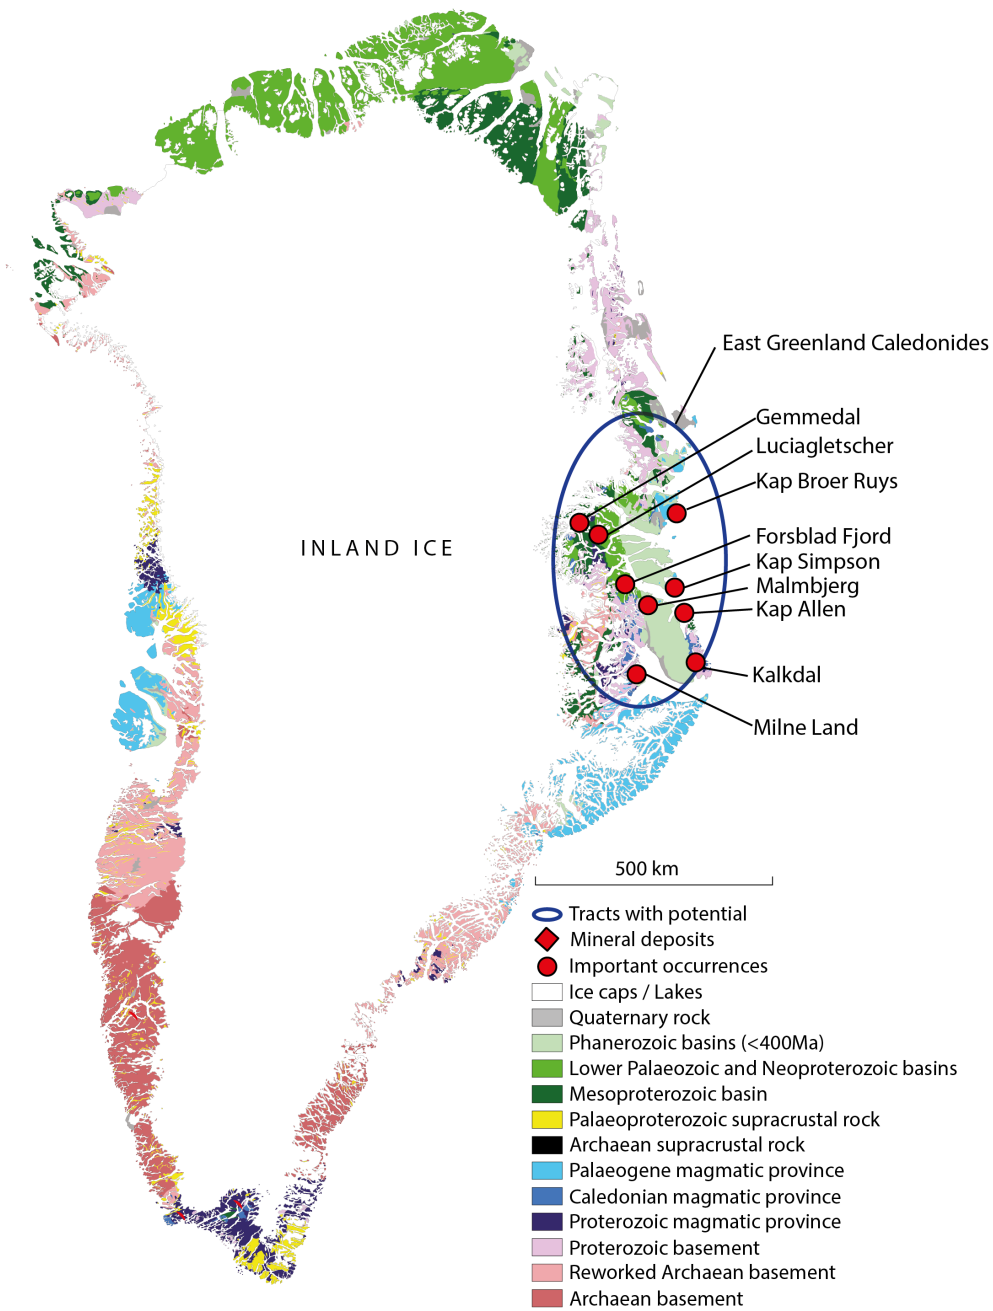 East Greenland Caledonides
Gemmedal
Luciagletscher
Kap Broer Ruys
Forsblad Fjord
INLAND ICE
Kap Simpson
Malmbjerg
Kap Allen
Kalkdal
Milne Land
500 km
Tracts with potential
Mineral deposits
Important occurrences
Ice caps / Lakes
Quaternary rock
Phanerozoic basins (<400Ma)
Lower Palaeozoic and Neoproterozoic basins
Mesoproterozoic basin
Palaeoproterozoic supracrustal rock
Archaean supracrustal rock
Palaeogene magmatic province
Caledonian magmatic province
Proterozoic magmatic province
Proterozoic basement
Reworked Archaean basement
Archaean basement